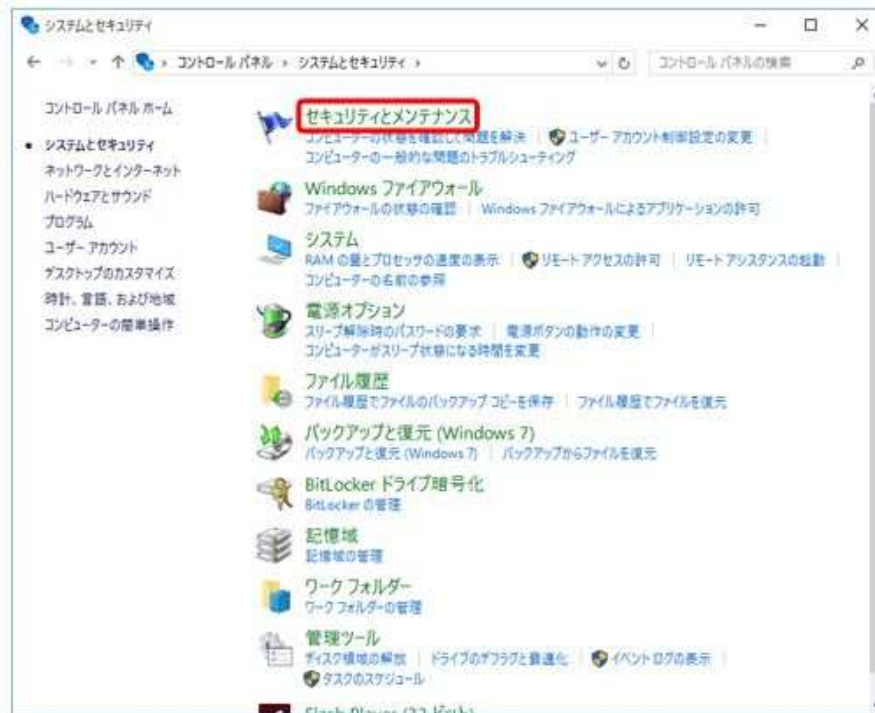 システムとセキュリティ
コントロール パネル › システムとセキュリティ ›
コントロール パネルの検索
コントロール パネル ホーム
システムとセキュリティ
ネットワークとインターネット
ハードウェアとサウンド
プログラム
ユーザー アカウント
デスクトップのカスタマイズ
時計、言語、および地域
コンピューターの簡単操作
セキュリティとメンテナンス
コンピューターの状態を確認して問題を解決 ユーザー アカウント制御設定の変更
コンピューターの一般的な問題のトラブルシューティング
Windows ファイアウォール
ファイアウォールの状態の確認 Windows ファイアウォールによるアプリケーションの許可
システム
RAM の量とプロセッサの速度の表示 リモート アクセスの許可 リモート アシスタンスの起動
コンピューターの名前の参照
電源オプション
スリープ解除時のパスワードの要求 電源ボタンの動作の変更
コンピューターがスリープ状態になる時間を変更
ファイル履歴
ファイル履歴でファイルのバックアップ コピーを保存 ファイル履歴でファイルを復元
バックアップと復元 (Windows 7)
バックアップと復元 (Windows 7) バックアップからファイルを復元
BitLocker ドライブ暗号化
BitLocker の管理
記憶域
記憶域の管理
ワーク フォルダー
ワーク フォルダーの管理
管理ツール
ディスク領域の解放 ドライブのデフラグと最適化 イベント ログの表示
タスクのスケジュール
Flash Player (32 ビット)